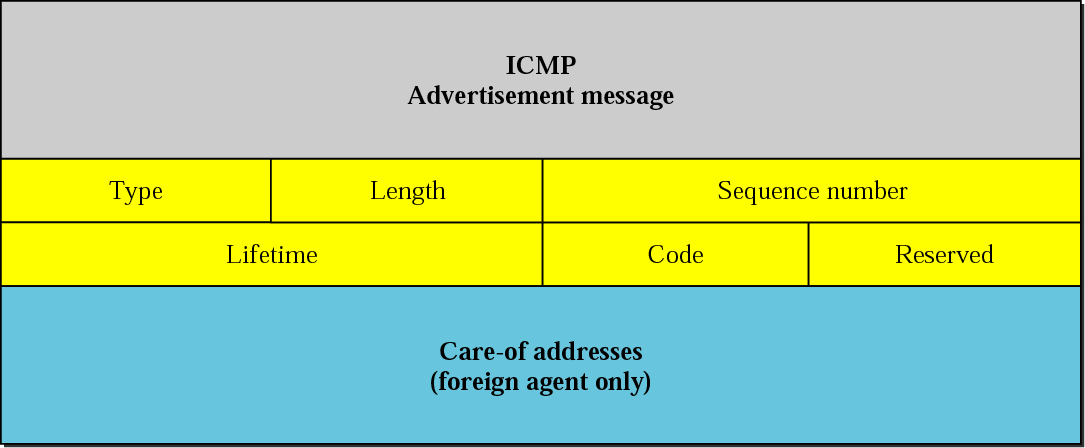 ICMP
Advertisement message
Type
Length
Sequence number
Lifetime
Code
Reserved
Care-of addresses
(foreign agent only)